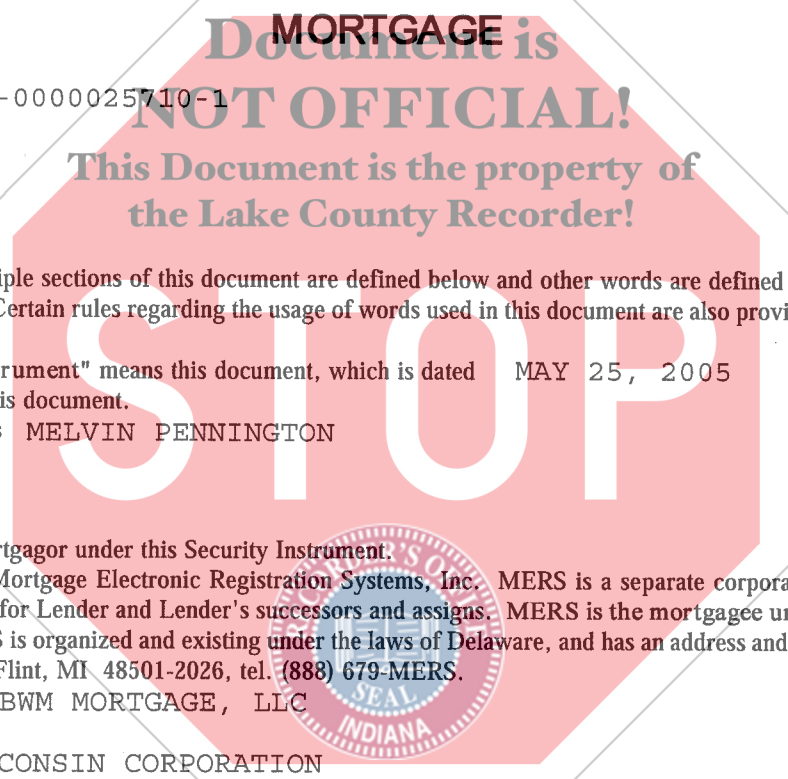 MORTGAGE
Document is
-0000025710-1
NOT OFFICIAL!
This Document is the property of
the Lake County Recorder!
iple sections of this document are defined below and other words are defined
Certain rules regarding the usage of words used in this document are also provi
rument" means this document, which is dated MAY 25, 2005
is document.
s MELVIN PENNINGTON
STOP
rtgagor under this Security Instrument.
Mortgage Electronic Registration Systems, Inc. MERS is a separate corpora
for Lender and Lender's successors and assigns. MERS is the mortgagee un
S is organized and existing under the laws of Delaware, and has an address and
Flint, MI 48501-2026, tel. (888) 679-MERS.
BWM MORTGAGE, LLC
CONSIN CORPORATION
RECORDER'S OFFICE
SEAL
INDIANA